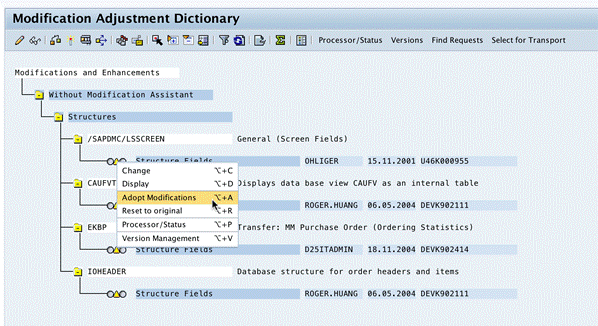 Modification Adjustment Dictionary
Processor/Status Versions Find Requests Select for Transport
Modifications and Enhancements
Without Modification Assistant
Structures
/SAPDMC/LSSCREEN General (Screen Fields)
Structure Fields OHLIGER 15.11.2001 U46K000955
Change ⌥+C
Display ⌥+D
CAUFVT Displays data base view CAUFV as an internal table
Adopt Modifications ⌥+A
ROGER.HUANG 06.05.2004 DEVK902111
Reset to original ⌥+R
Processor/Status ⌥+P
EKBP Transfer: MM Purchase Order (Ordering Statistics)
Version Management ⌥+V
Structure Fields D25ITADMIN 18.11.2004 DEVK902414
IOHEADER Database structure for order headers and items
Structure Fields ROGER.HUANG 06.05.2004 DEVK902111